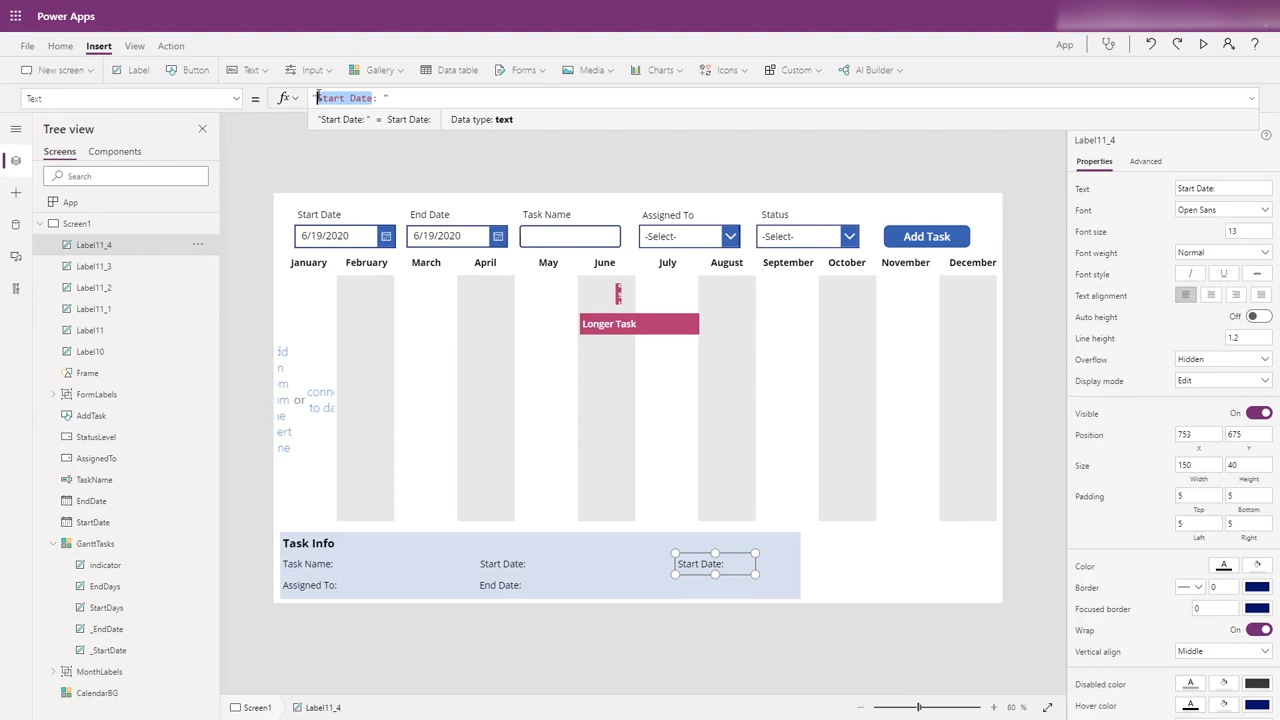 Power Apps
File Home Insert View Action
App
New screen Label Button Text Input Gallery Data table Forms Media Charts Icons Custom AI Builder
Text = fx "Start Date: "
"Start Date: " = Start Date: Data type: text
Tree view
Screens Components
Search
App
Screen1
Label11_4 ...
Label11_3
Label11_2
Label11_1
Label11
Label10
Frame
FormLabels
AddTask
StatusLevel
AssignedTo
TaskName
EndDate
StartDate
GanttTasks
indicator
EndDays
StartDays
_EndDate
_StartDate
MonthLabels
CalendarBG
Start Date End Date Task Name Assigned To Status
6/19/2020 6/19/2020 -Select- -Select- Add Task
January February March April May June July August September October November December
Longer Task
or
to da
Task Info
Task Name: Start Date: Start Date:
Assigned To: End Date:
Screen1 Label11_4
80 %
Label11_4
Properties Advanced
Text Start Date:
Font Open Sans
Font size 13
Font weight Normal
Font style / U
Text alignment
Auto height Off
Line height 1.2
Overflow Hidden
Display mode Edit
Visible On
Position 753 675
X Y
Size 150 40
Width Height
Padding 5 5
Top Bottom
5 5
Left Right
Color A
Border 0
Focused border 0
Wrap On
Vertical align Middle
Disabled color A
Hover color A